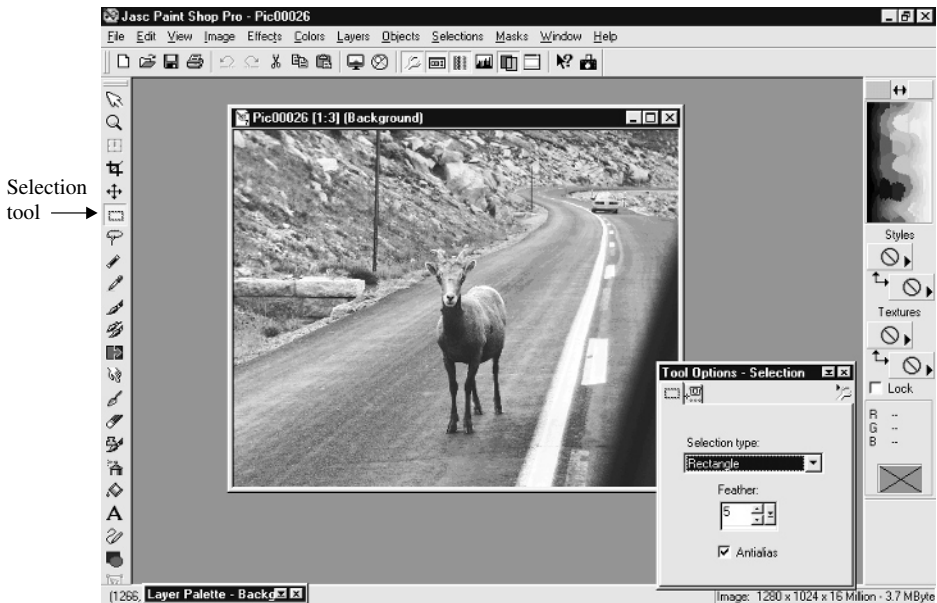 Jasc Paint Shop Pro - Pic00026
File Edit View Image Effects Colors Layers Objects Selections Masks Window Help
Pic00026 [1:3] (Background)
Selection
tool
Styles
Textures
Lock
R --
G --
B --
Tool Options - Selection
Selection type:
Rectangle
Feather:
5
Antialias
A
(1266, Layer Palette - Backg
Image: 1280 x 1024 x 16 Million - 3.7 MByte